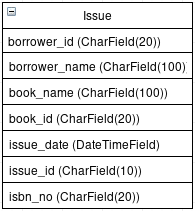 Issue
borrower_id (CharField(20))
borrower_name (CharField(100)
book_name (CharField(100))
book_id (CharField(20))
issue_date (DateTimeField)
issue_id (CharField(10))
isbn_no (CharField(20))